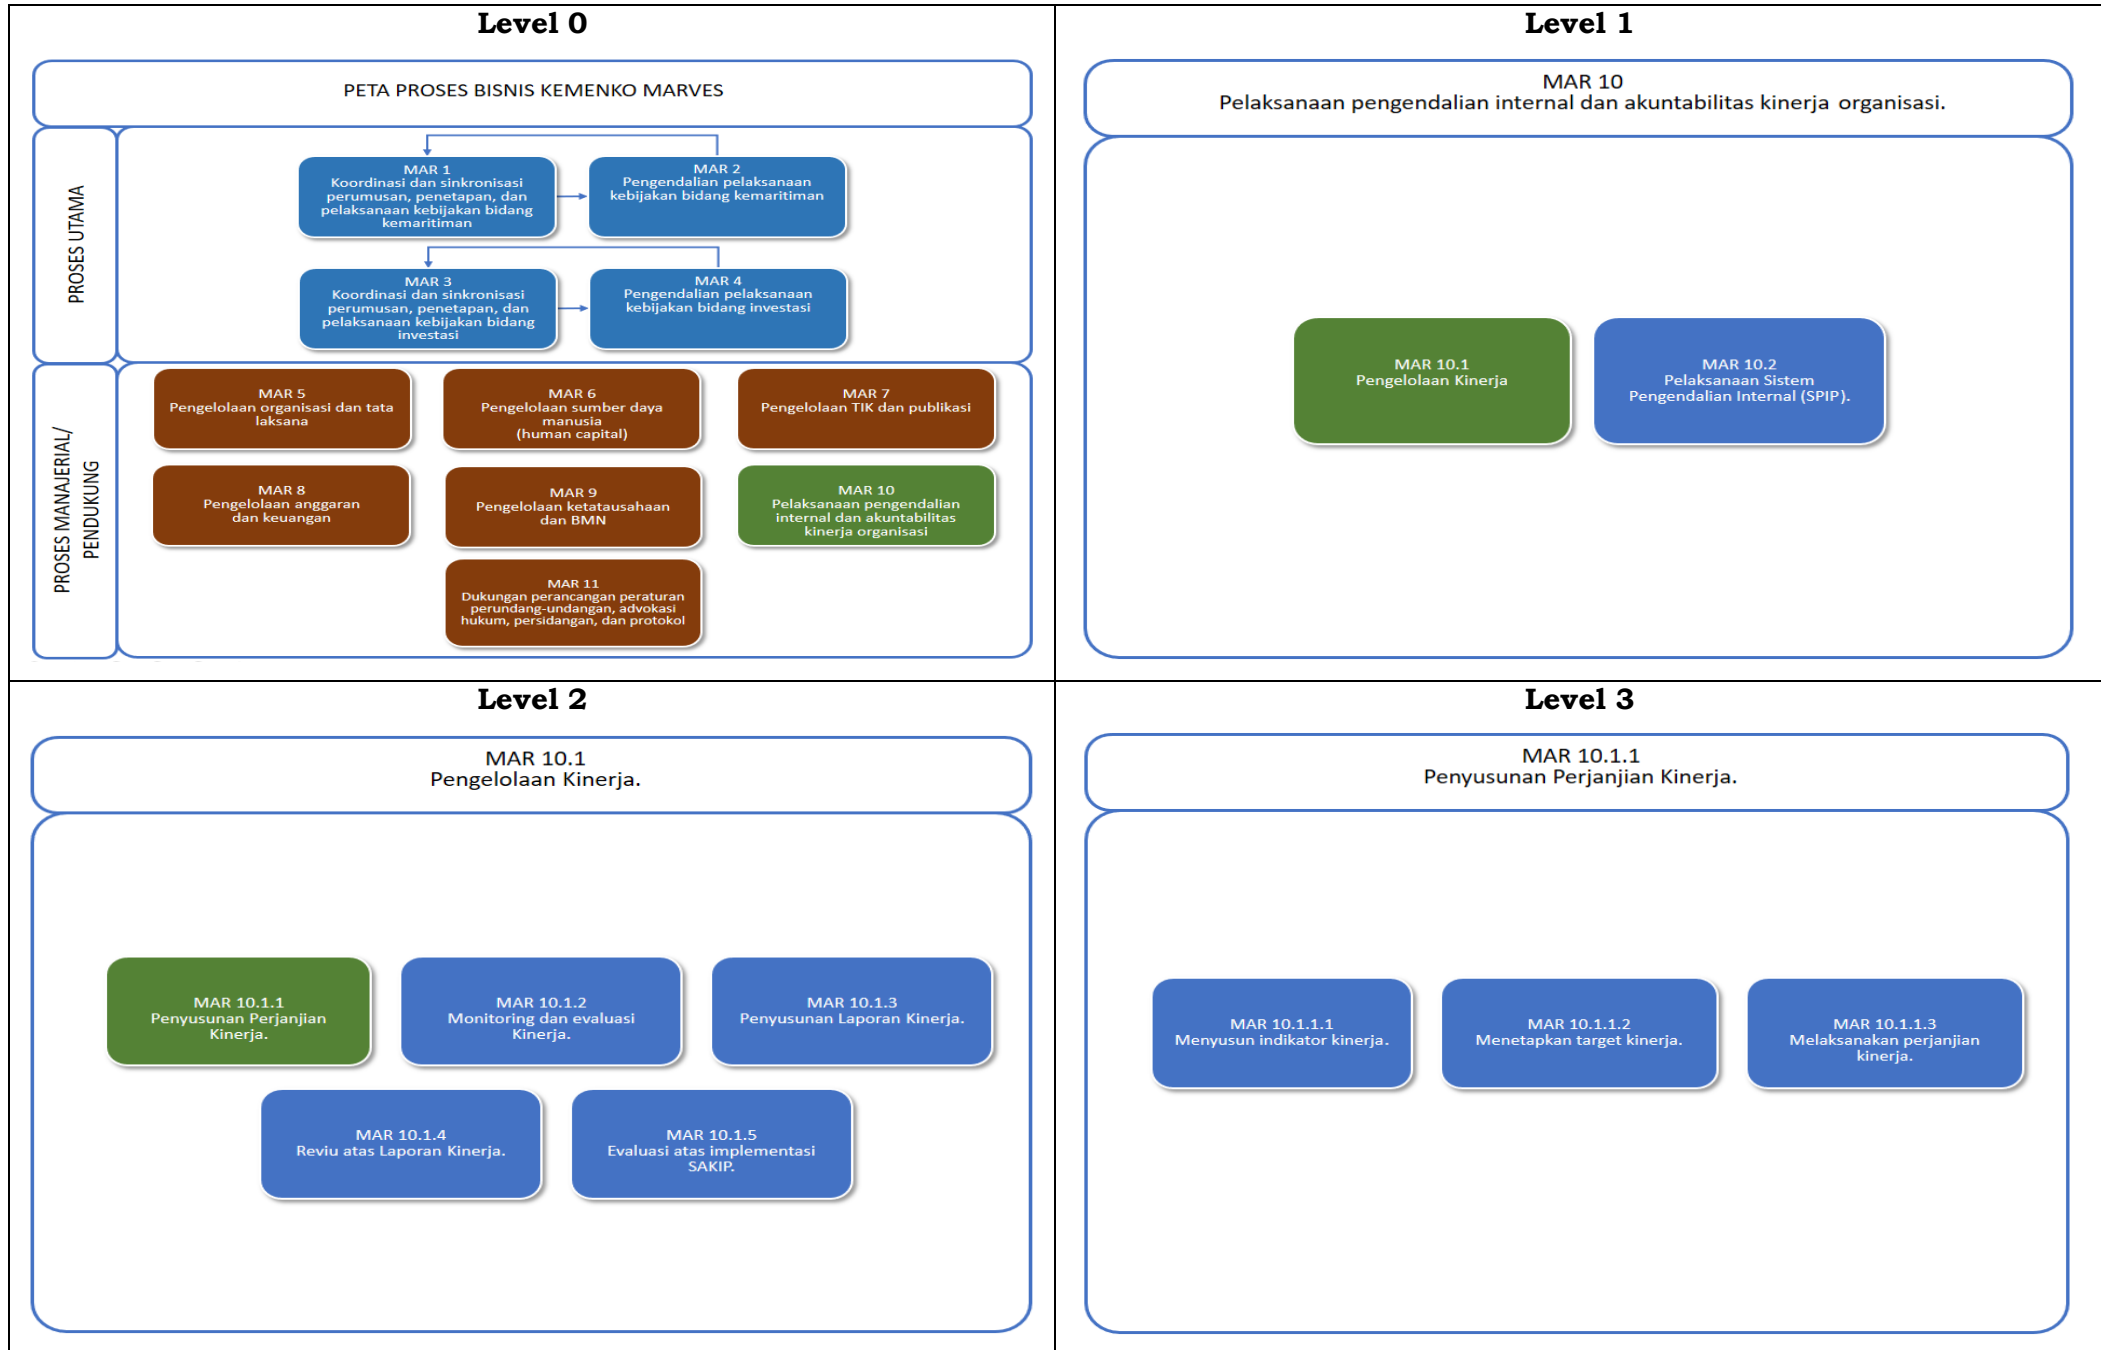 Level 0
PETA PROSES BISNIS KEMENKO MARVES
PROSES UTAMA
MAR 1
Koordinasi dan sinkronisasi
perumusan, penetapan, dan
pelaksanaan kebijakan bidang
kemaritiman
MAR 2
Pengendalian pelaksanaan
kebijakan bidang kemaritiman
MAR 3
Koordinasi dan sinkronisasi
perumusan, penetapan, dan
pelaksanaan kebijakan bidang
investasi
MAR 4
Pengendalian pelaksanaan
kebijakan bidang investasi
PROSES MANAJERIAL/
PENDUKUNG
MAR 5
Pengelolaan organisasi dan tata
laksana
MAR 6
Pengelolaan sumber daya
manusia
(human capital)
MAR 7
Pengelolaan TIK dan publikasi
MAR 8
Pengelolaan anggaran
dan keuangan
MAR 9
Pengelolaan ketatausahaan
dan BMN
MAR 10
Pelaksanaan pengendalian
internal dan akuntabilitas
kinerja organisasi
MAR 11
Dukungan perancangan peraturan
perundang-undangan, advokasi
hukum, persidangan, dan protokol
Level 1
MAR 10
Pelaksanaan pengendalian internal dan akuntabilitas kinerja organisasi.
MAR 10.1
Pengelolaan Kinerja
MAR 10.2
Pelaksanaan Sistem
Pengendalian Internal (SPIP).
Level 2
MAR 10.1
Pengelolaan Kinerja.
MAR 10.1.1
Penyusunan Perjanjian
Kinerja.
MAR 10.1.2
Monitoring dan evaluasi
Kinerja.
MAR 10.1.3
Penyusunan Laporan Kinerja.
MAR 10.1.4
Reviu atas Laporan Kinerja.
MAR 10.1.5
Evaluasi atas implementasi
SAKIP.
Level 3
MAR 10.1.1
Penyusunan Perjanjian Kinerja.
MAR 10.1.1.1
Menyusun indikator kinerja.
MAR 10.1.1.2
Menetapkan target kinerja.
MAR 10.1.1.3
Melaksanakan perjanjian
kinerja.